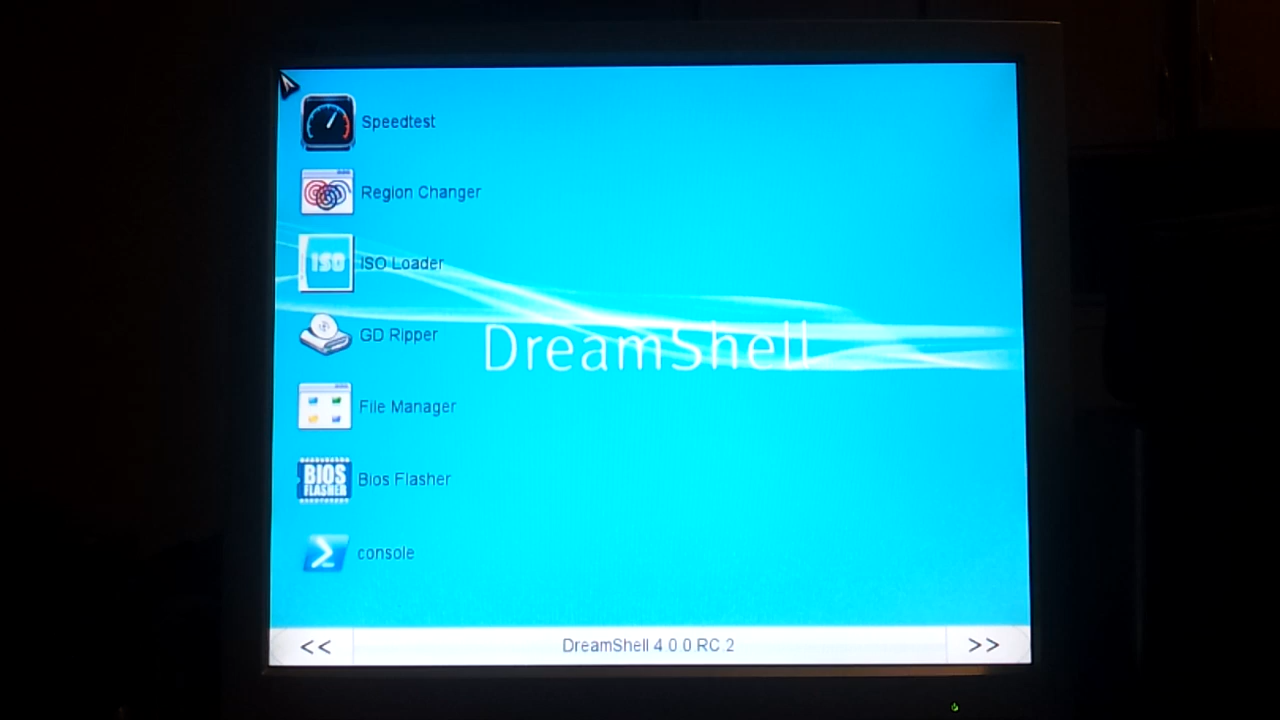 Speedtest
Region Changer
ISO
ISO Loader
GD Ripper
DreamShell
File Manager
BIOS
FLASHER
Bios Flasher
console
<< DreamShell 4 0 0 RC 2 >>